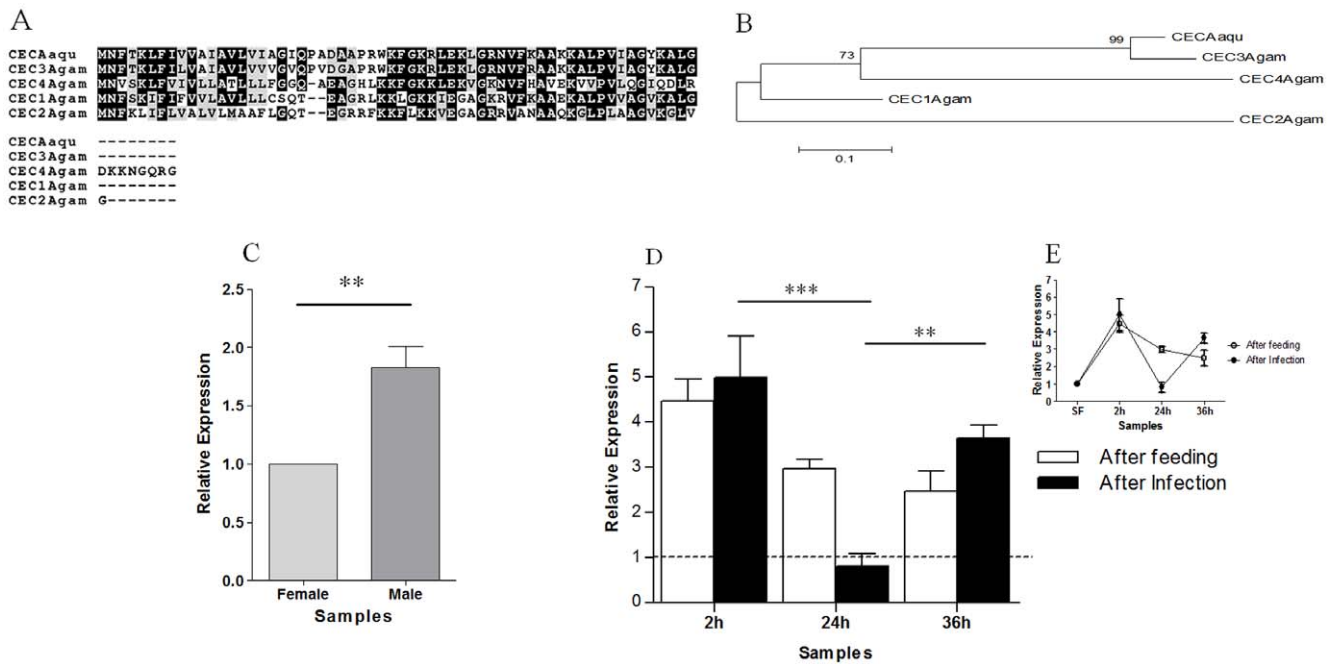 A
CECAaqu MNFTKLFIVVAIAVLVIAGIQPADAAPRWKFGKRLEKLGRNVFKAAKKALPVIAGYKALG
CEC3Agam MNFTKLFILVAIAVLVVVGVQPVDGAPRWKFGKRLEKLGRNVFRAAKKALPVIAGYKALG
CEC4Agam MNVSKLFVIVLLATLLLFGQ-AEAGHLKKFGKKLEKVGKNVFHAVEKVVPVLQGIQDLR
CEC1Agam MNFSKIFIFVVLAVLLLCSQT--EAGRLKKLGKKIEGAGKRVFKAAEKALPVVAGVKALG
CEC2Agam MNFKLIFLVALVLMAAFLGQT--EGRRFKKFLKKVEGAGRRVANAAQKGLPLAAGVKGLV
CECAaqu --------
CEC3Agam --------
CEC4Agam DKKNGQRG
CEC1Agam --------
CEC2Agam G-------
B
CECAaqu
99
CEC3Agam
73
CEC4Agam
CEC1Agam
CEC2Agam
0.1
C
**
Relative Expression
2.5
2.0
1.5
1.0
0.5
0.0
Female Male
Samples
D
***
**
Relative Expression
7
6
5
4
3
2
1
0
2h 24h 36h
Samples
E
Relative Expression
7
6
5
4
3
2
1
0
SF 2h 24h 36h
Samples
After feeding
After Infection
After feeding
After Infection